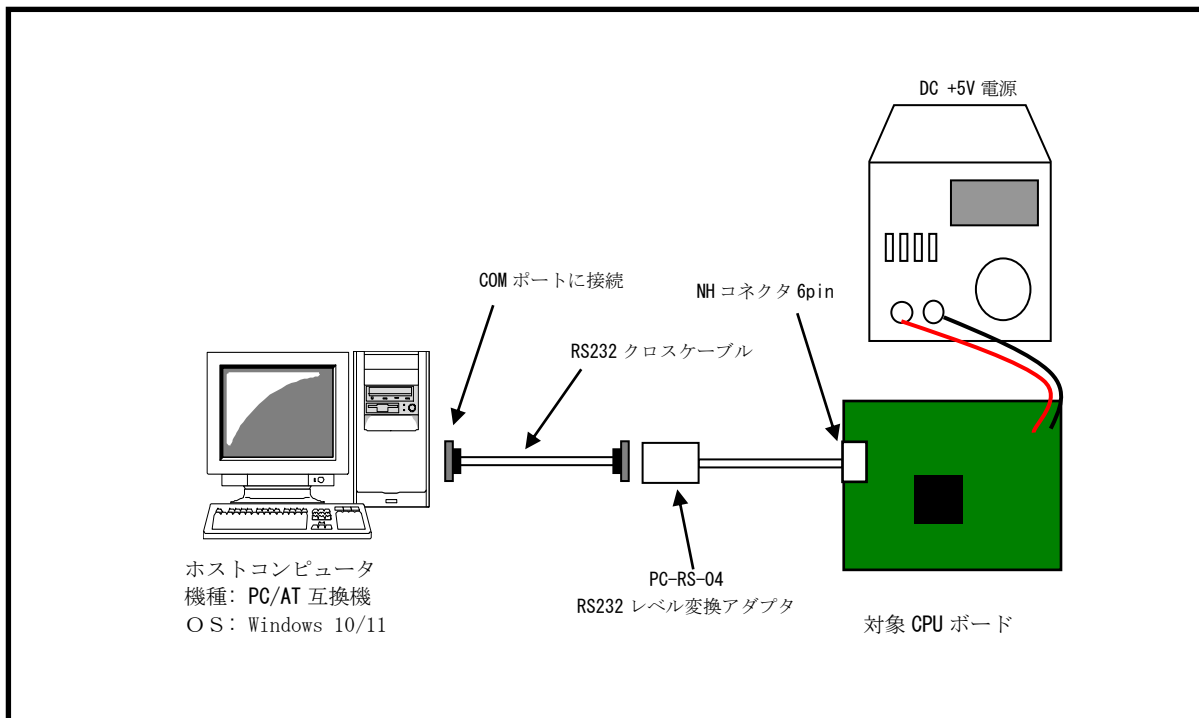 DC +5V 電源
COM ポートに接続
NH コネクタ 6pin
RS232 クロスケーブル
PC-RS-04
RS232 レベル変換アダプタ
ホストコンピュータ
機種: PC/AT 互換機
ＯＳ: Windows 10/11
対象 CPU ボード